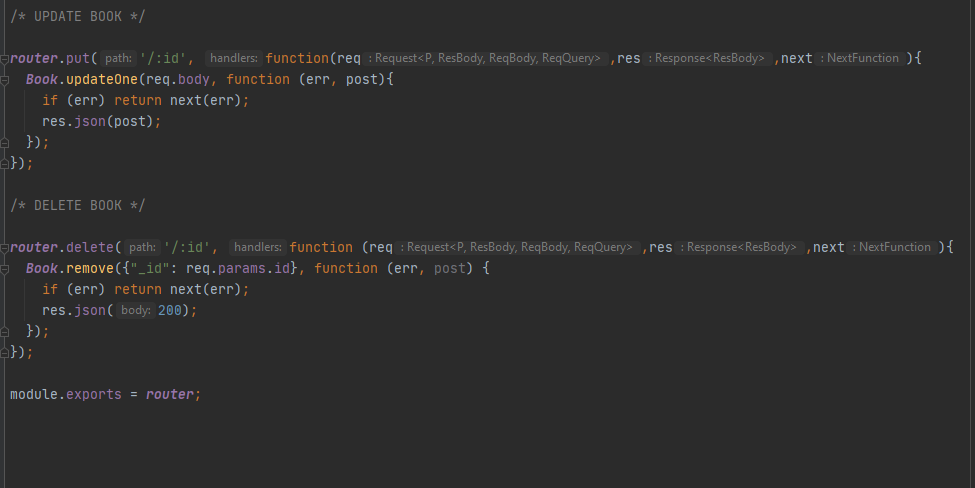 /* UPDATE BOOK */
router.put( path: '/:id', handlers: function(req : Request<P, ResBody, ReqBody, ReqQuery> ,res : Response<ResBody> ,next : NextFunction ){
Book.updateOne(req.body, function (err, post){
if (err) return next(err);
res.json(post);
});
});
/* DELETE BOOK */
router.delete( path: '/:id', handlers: function (req : Request<P, ResBody, ReqBody, ReqQuery> ,res : Response<ResBody> ,next : NextFunction ){
Book.remove({"_id": req.params.id}, function (err, post) {
if (err) return next(err);
res.json( body: 200);
});
});
module.exports = router;